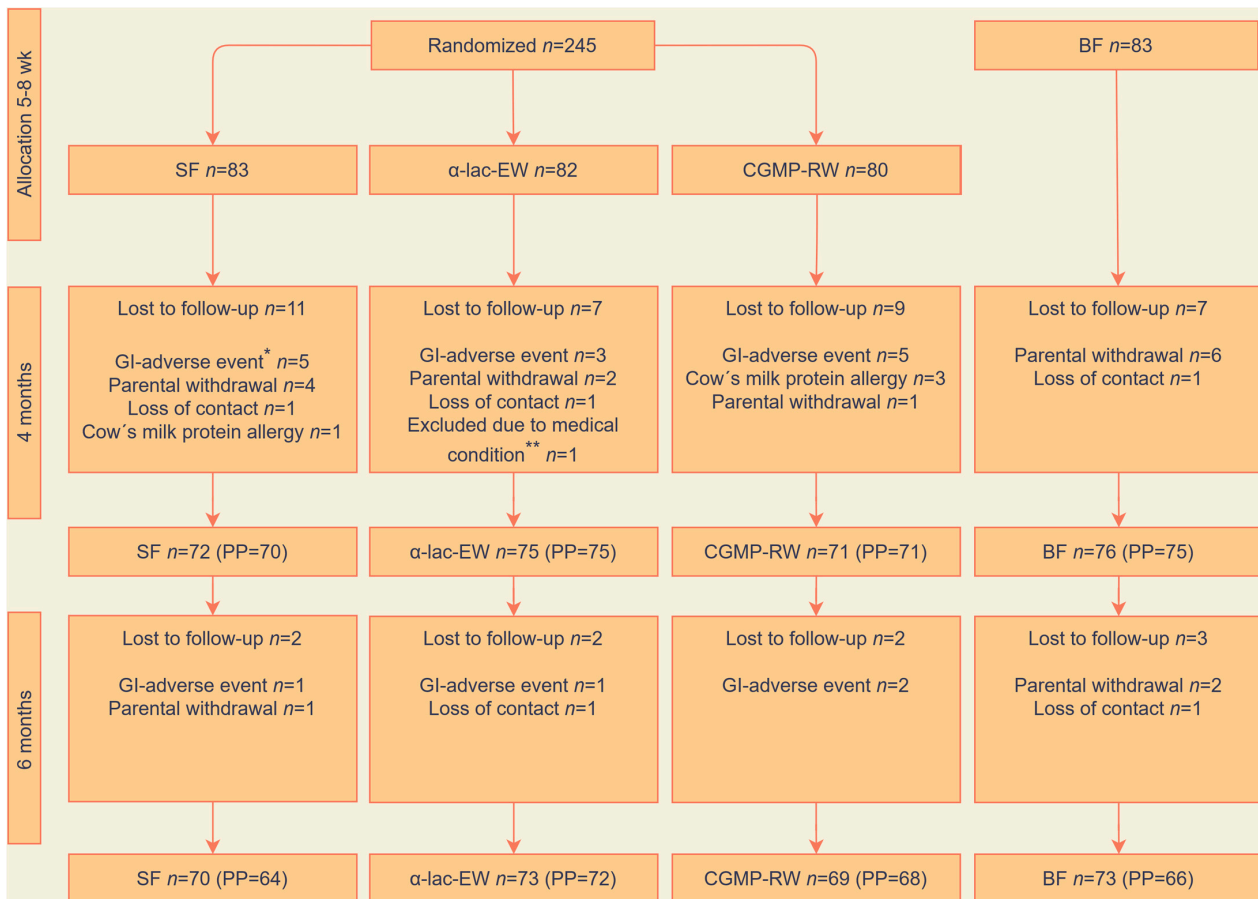 Allocation 5-8 wk
Randomized n=245
BF n=83
SF n=83
α-lac-EW n=82
CGMP-RW n=80
4 months
Lost to follow-up n=11
GI-adverse event* n=5
Parental withdrawal n=4
Loss of contact n=1
Cow´s milk protein allergy n=1
Lost to follow-up n=7
GI-adverse event n=3
Parental withdrawal n=2
Loss of contact n=1
Excluded due to medical
condition** n=1
Lost to follow-up n=9
GI-adverse event n=5
Cow´s milk protein allergy n=3
Parental withdrawal n=1
Lost to follow-up n=7
Parental withdrawal n=6
Loss of contact n=1
SF n=72 (PP=70)
α-lac-EW n=75 (PP=75)
CGMP-RW n=71 (PP=71)
BF n=76 (PP=75)
6 months
Lost to follow-up n=2
GI-adverse event n=1
Parental withdrawal n=1
Lost to follow-up n=2
GI-adverse event n=1
Loss of contact n=1
Lost to follow-up n=2
GI-adverse event n=2
Lost to follow-up n=3
Parental withdrawal n=2
Loss of contact n=1
SF n=70 (PP=64)
α-lac-EW n=73 (PP=72)
CGMP-RW n=69 (PP=68)
BF n=73 (PP=66)